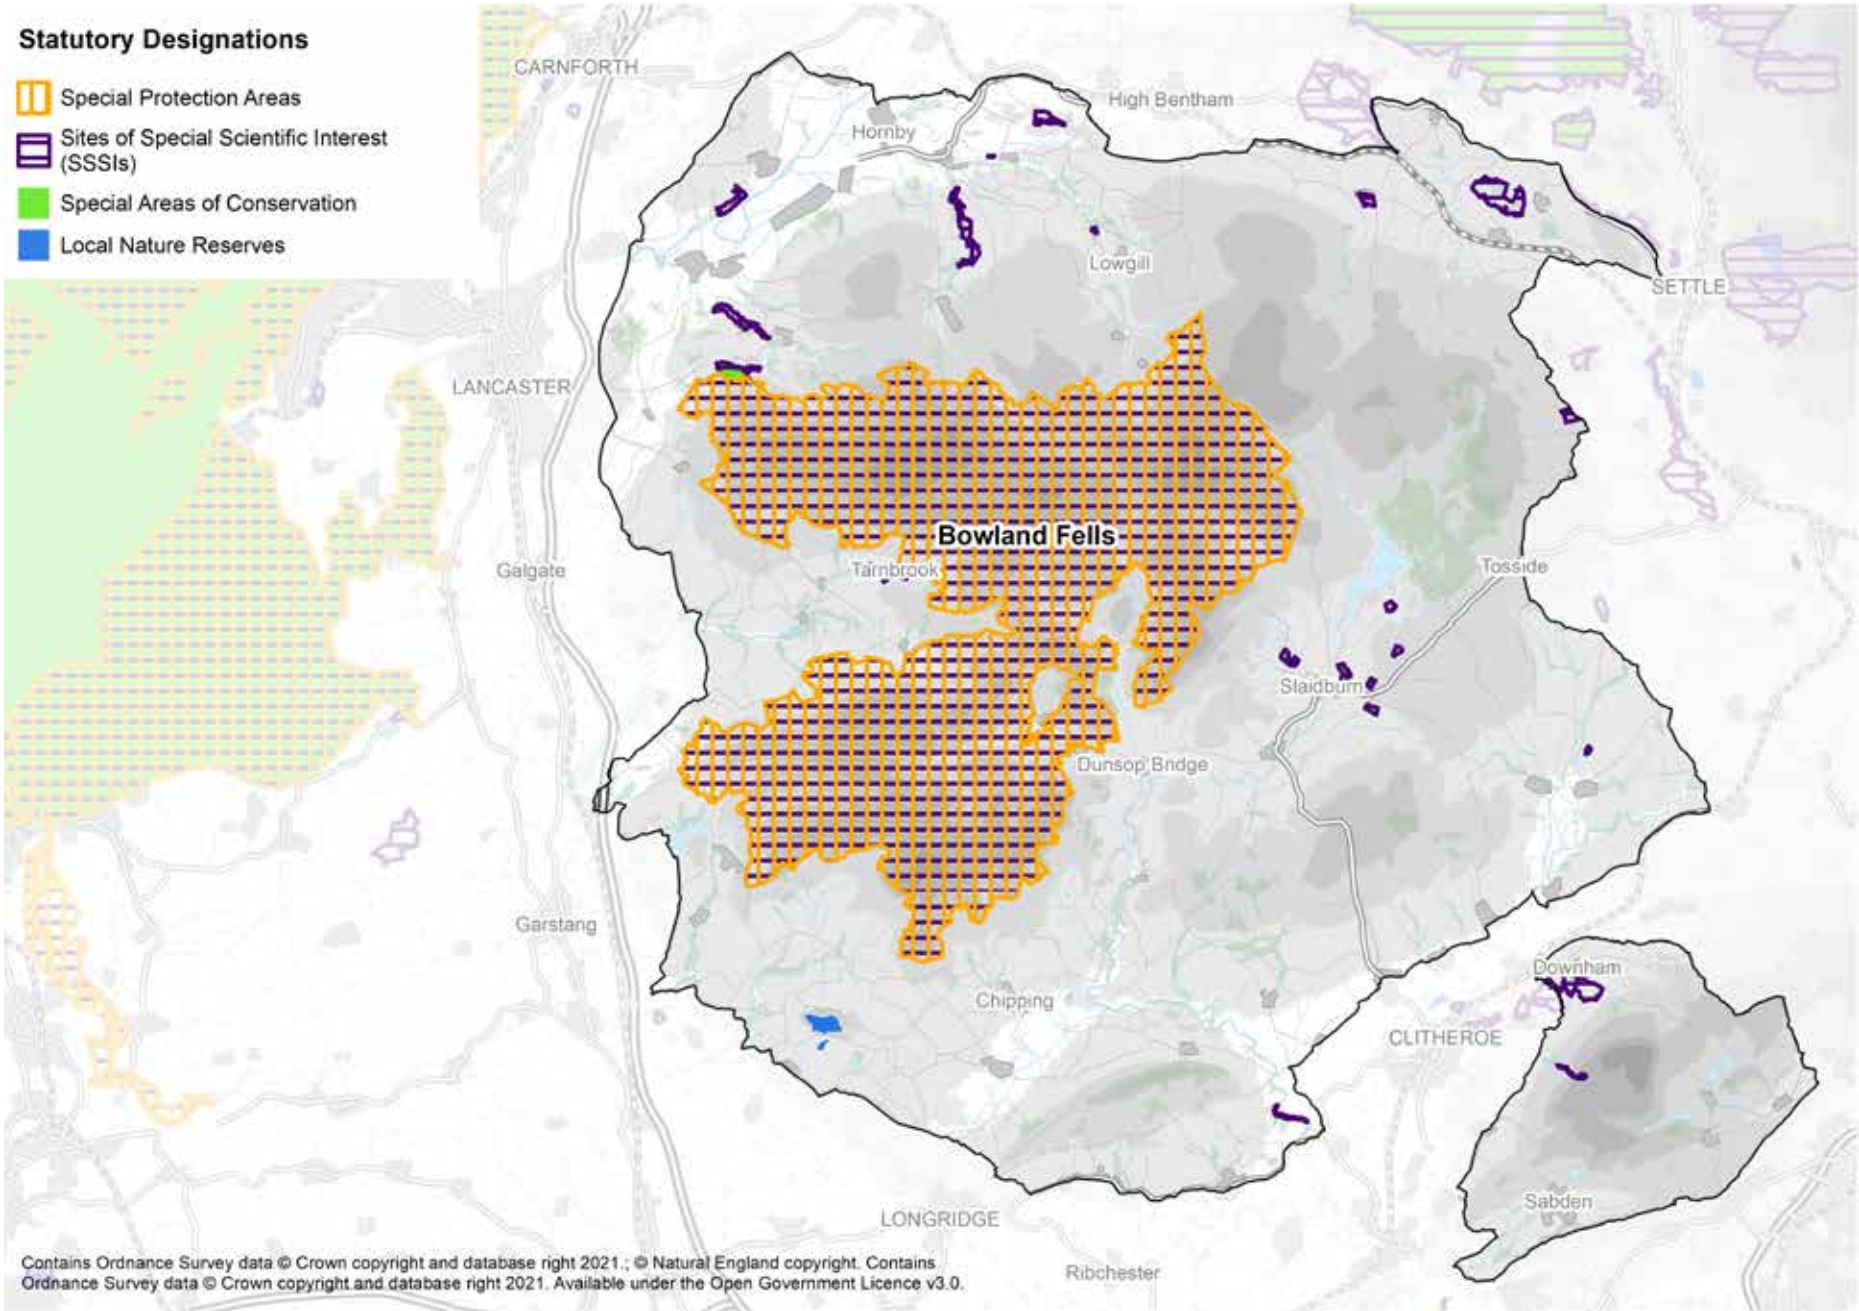 Statutory Designations
Special Protection Areas
Sites of Special Scientific Interest
(SSSIs)
Special Areas of Conservation
Local Nature Reserves
CARNFORTH
High Bentham
Hornby
Lowgill
SETTLE
LANCASTER
Bowland Fells
Tarnbrook
Galgate
Tosside
Slaidburn
Dunsop Bridge
Garstang
Downham
Chipping
CLITHEROE
Sabden
LONGRIDGE
Ribchester
Contains Ordnance Survey data © Crown copyright and database right 2021.; © Natural England copyright. Contains
Ordnance Survey data © Crown copyright and database right 2021. Available under the Open Government Licence v3.0.